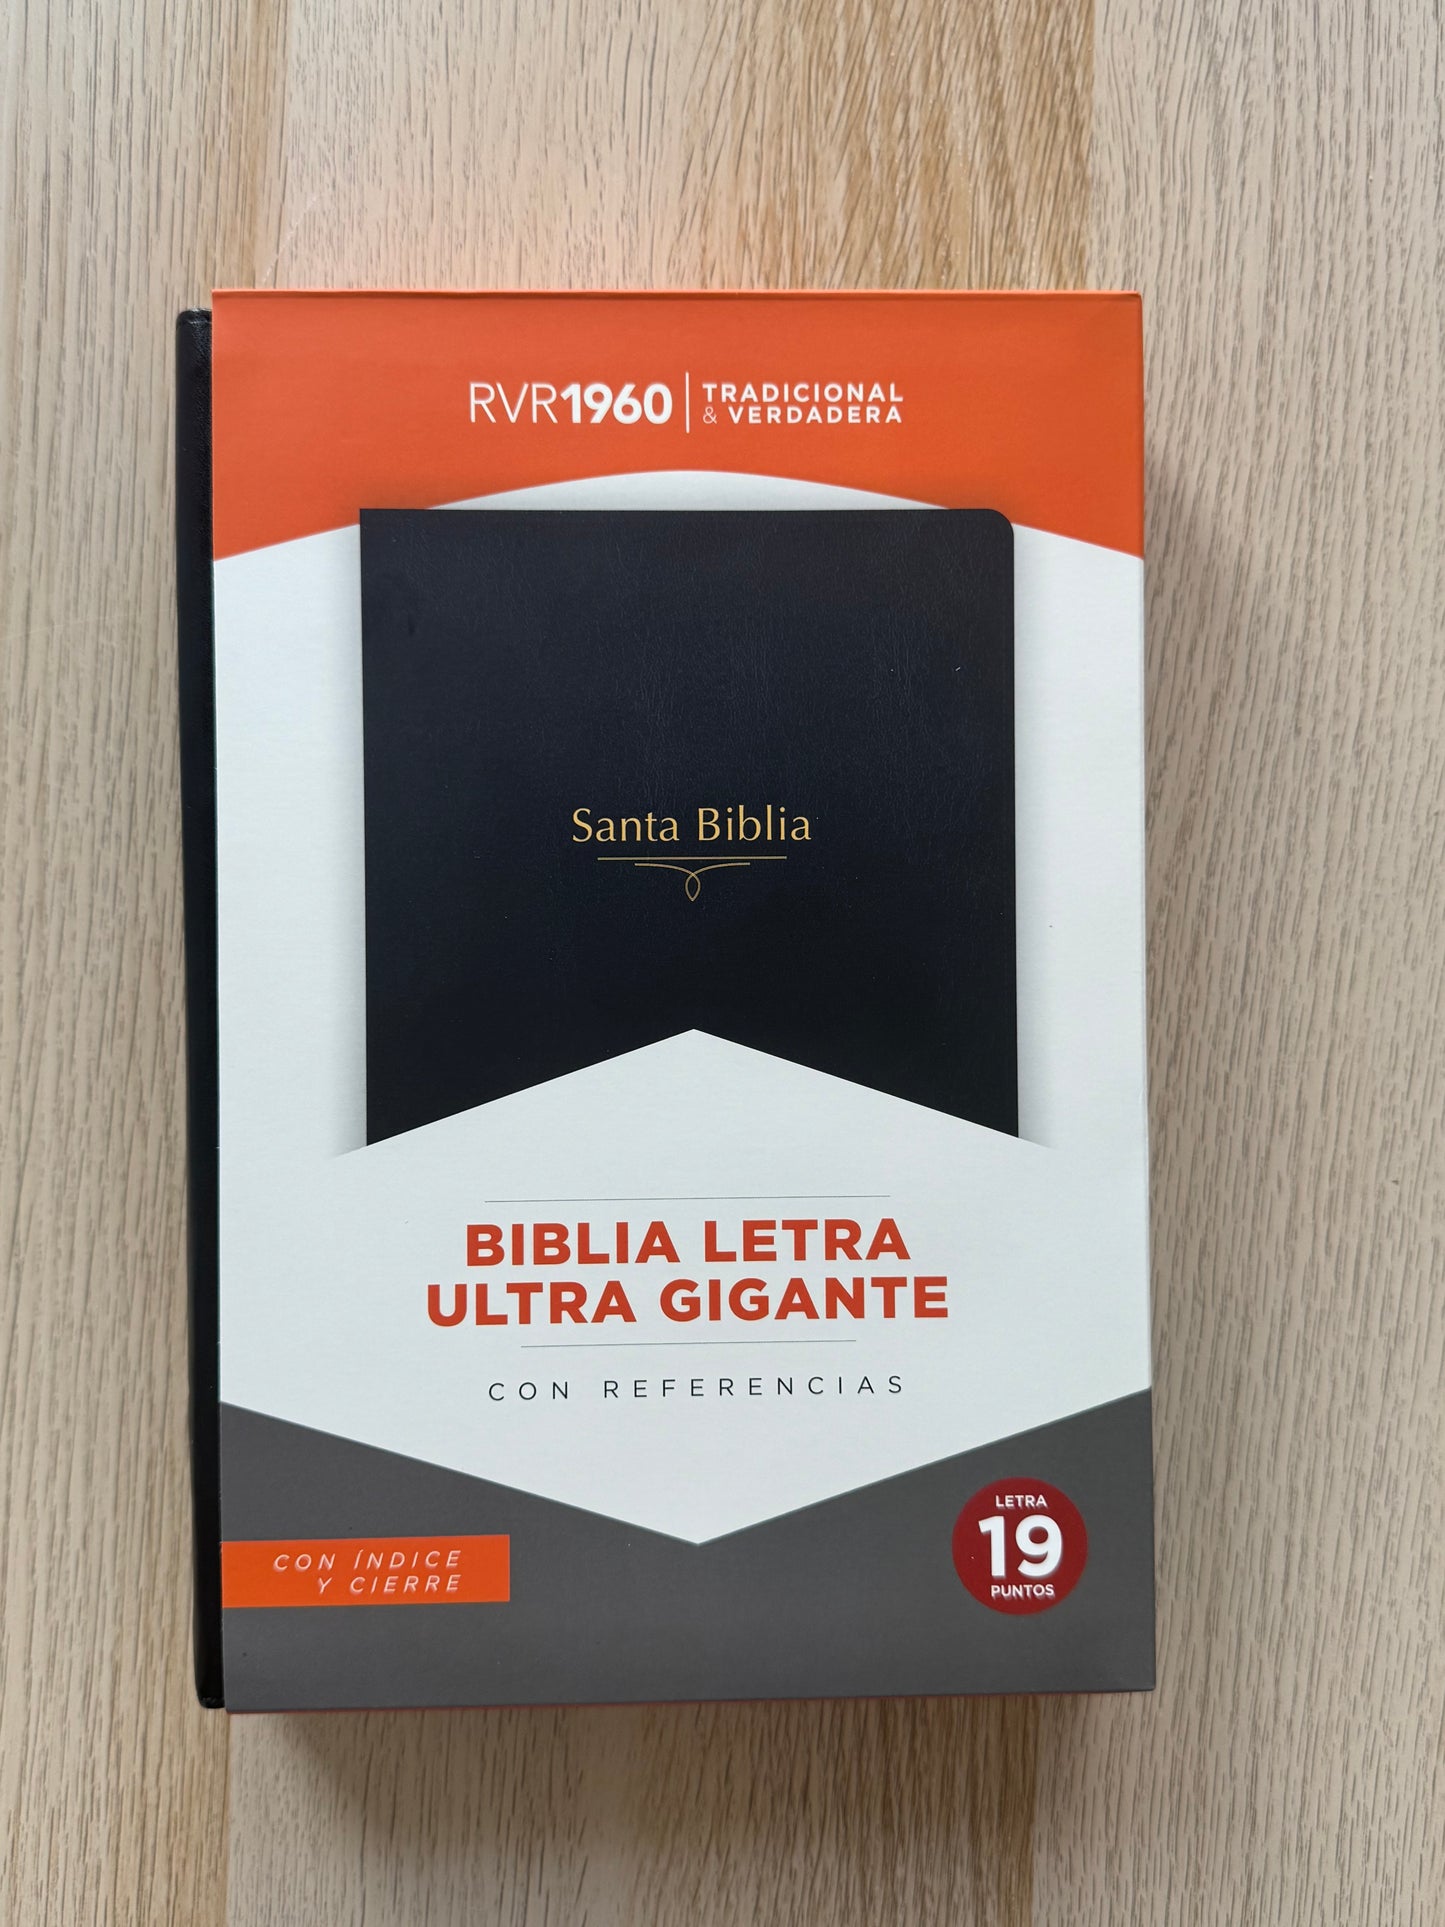 RVR1960 TRADICIONAL
& VERDADERA
Santa Biblia
BIBLIA LETRA
ULTRA GIGANTE
CON REFERENCIAS
CON ÍNDICE
Y CIERRE
LETRA
19
PUNTOS